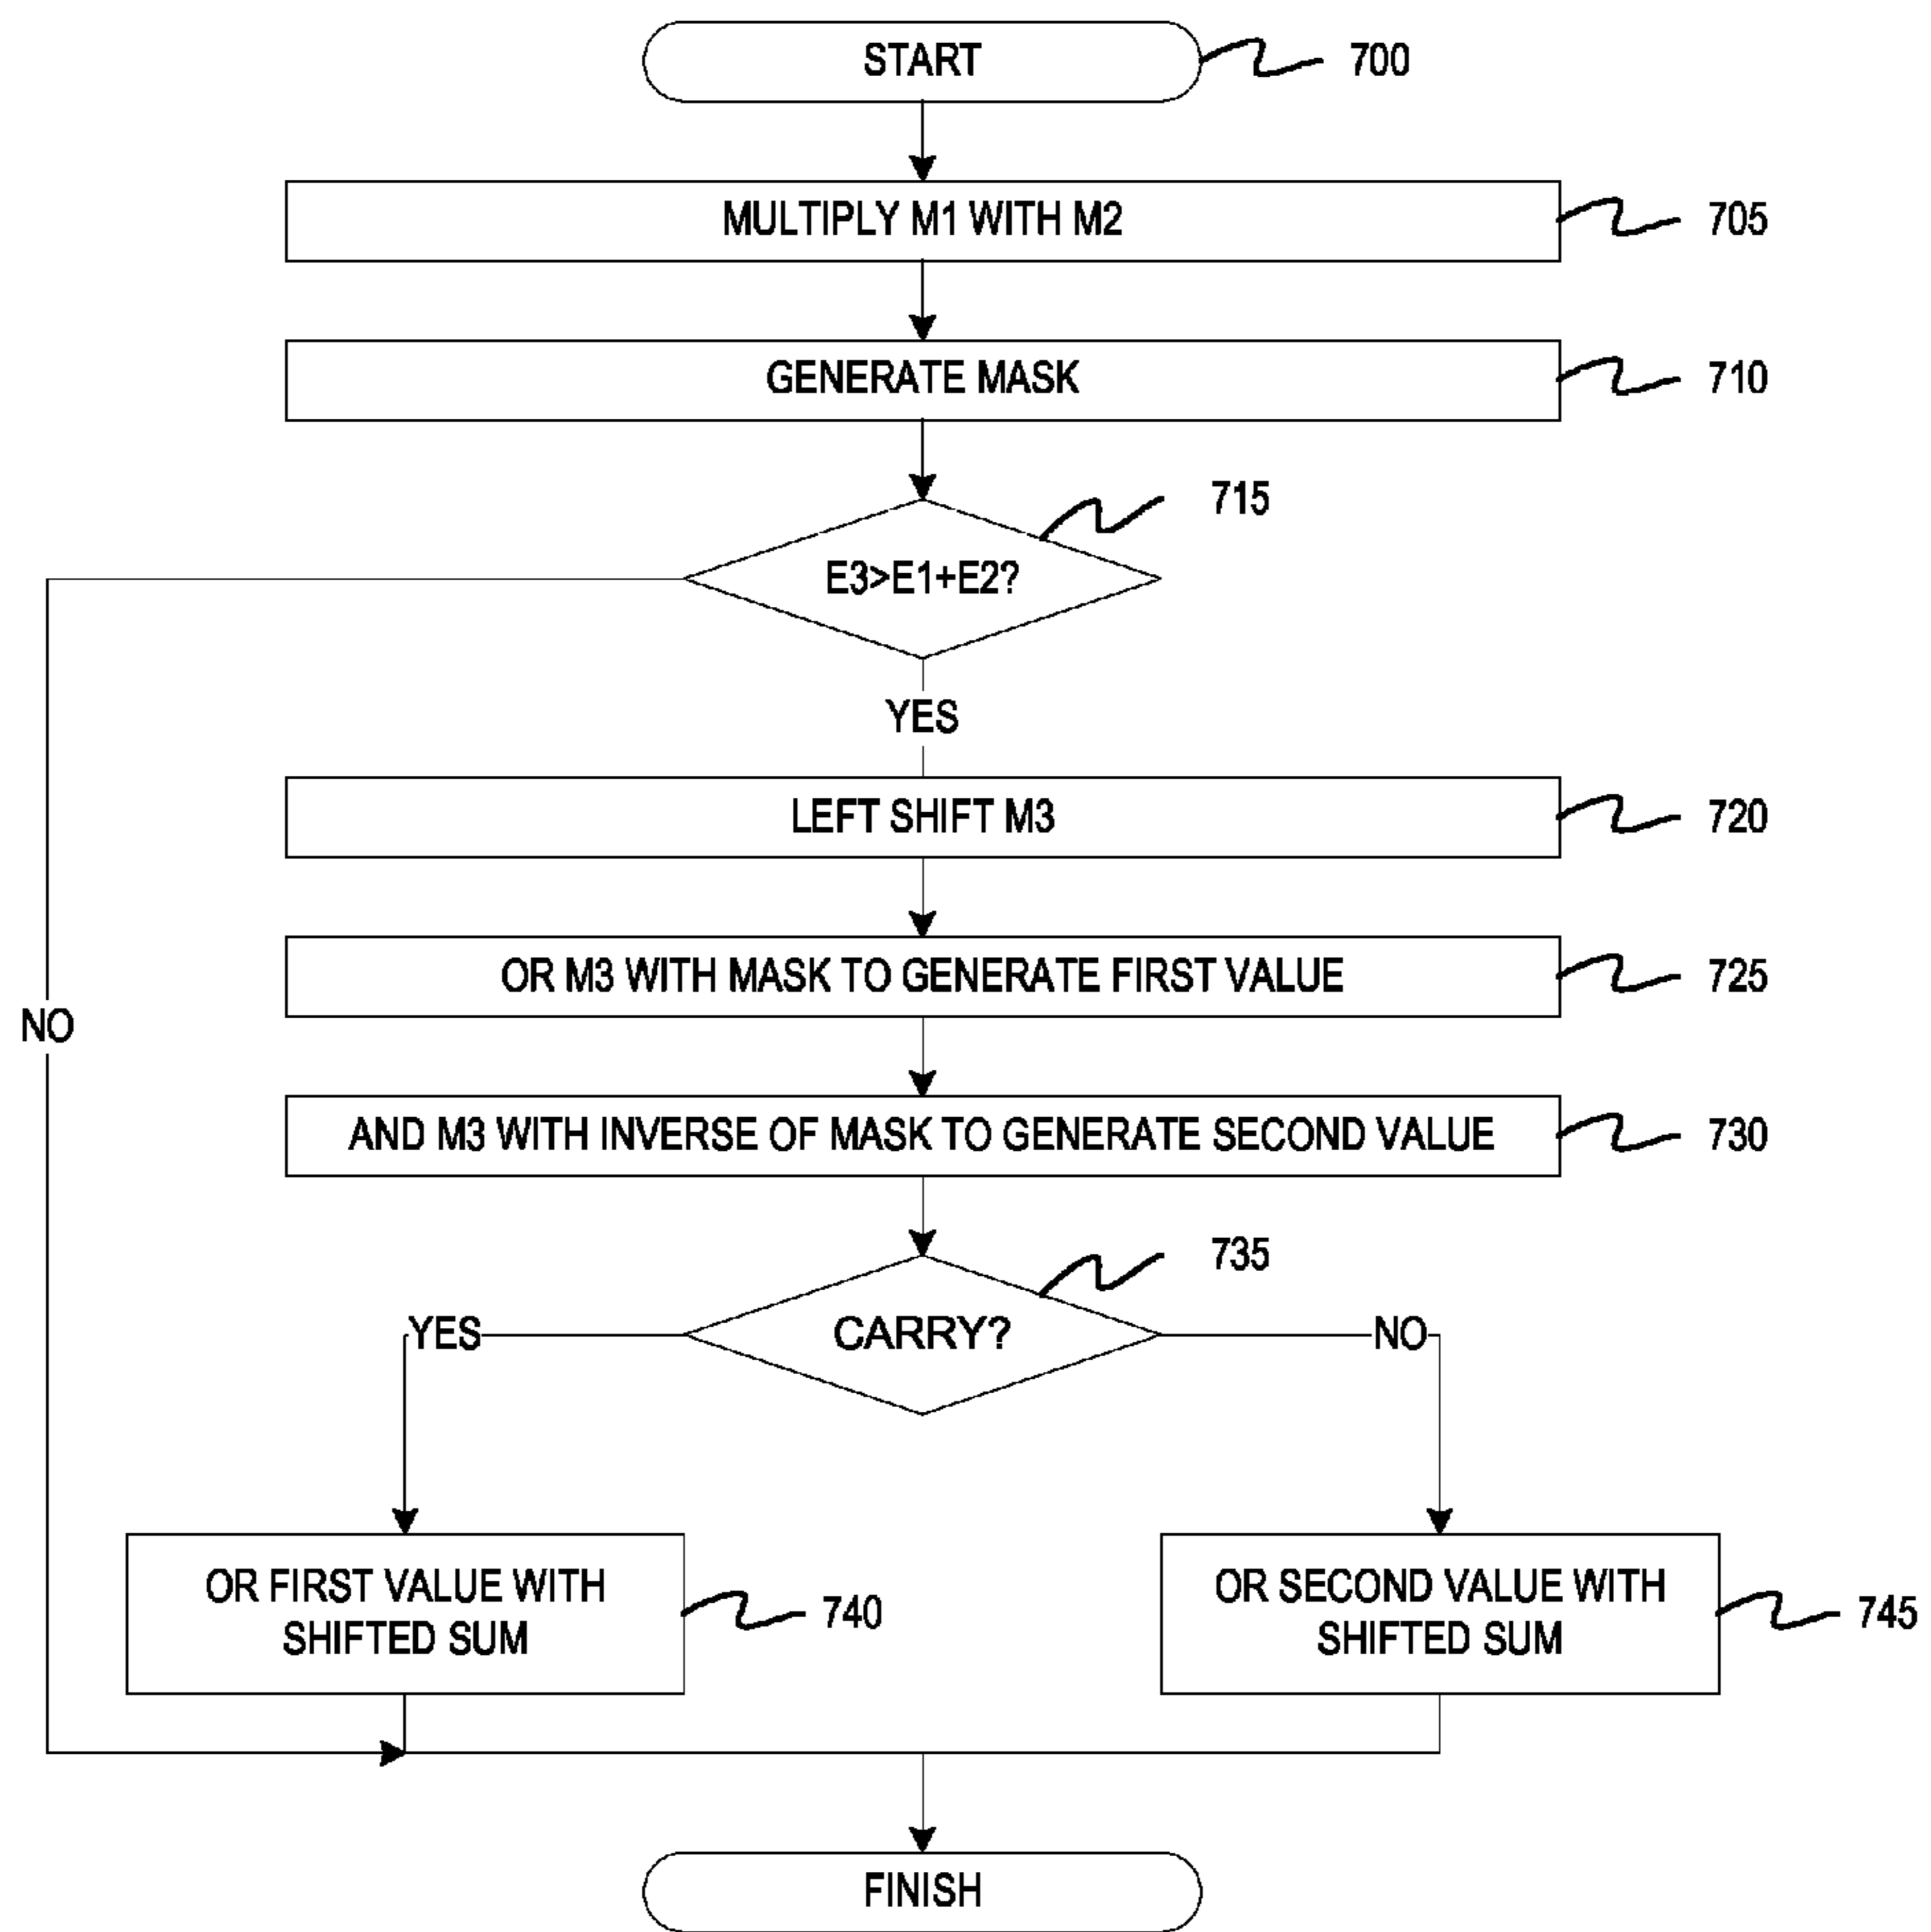 START
700
MULTIPLY M1 WITH M2
705
GENERATE MASK
710
715
E3>E1+E2?
YES
LEFT SHIFT M3
720
OR M3 WITH MASK TO GENERATE FIRST VALUE
725
NO
AND M3 WITH INVERSE OF MASK TO GENERATE SECOND VALUE
730
735
YES
CARRY?
NO
OR FIRST VALUE WITH
SHIFTED SUM
740
OR SECOND VALUE WITH
SHIFTED SUM
745
FINISH